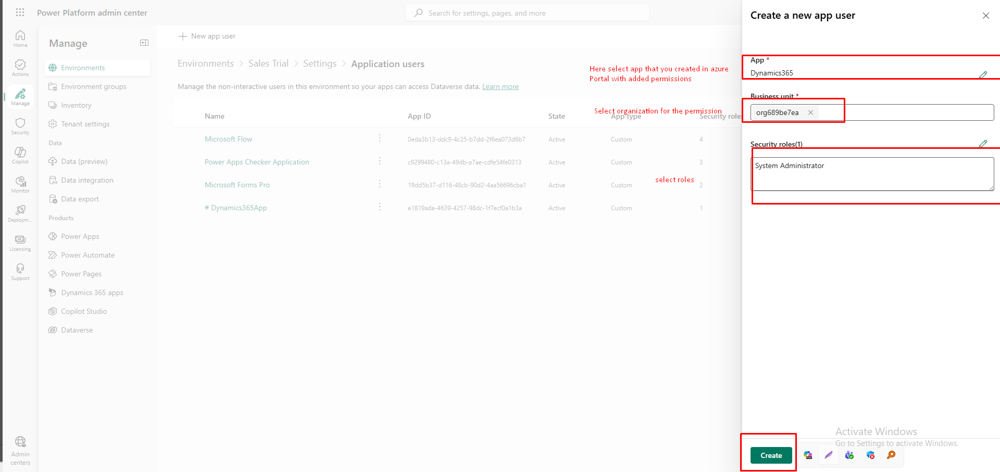 Power Platform admin center
Search for settings, pages, and more
Create a new app user
Home
Actions
Manage
Security
Copilot
Monitor
Deploym...
Licensing
Support
Admin
centers
Manage
Environments
Environment groups
Inventory
Tenant settings
Data
Data (preview)
Data integration
Data export
Products
Power Apps
Power Automate
Power Pages
Dynamics 365 apps
Copilot Studio
Dataverse
New app user
Environments > Sales Trial > Settings > Application users
Manage the non-interactive users in this environment so your apps can access Dataverse data. Learn more
Here select app that you created in azure
Portal with added permissions
Select organization for the permission
Name App ID State App type Security roles
Microsoft Flow 0eda3b13-ddc9-4c25-b7dd-2f6ea073d6b7 Active Custom 4
Power Apps Checker Application c9299480-c13a-49db-a7ae-cdfe54fe0313 Active Custom 3
select roles
Microsoft Forms Pro 19dd5b37-d116-48cb-90d2-4aa56696cba1 Active Custom 2
# Dynamics365App e1819ada-4639-4257-98dc-1f7ecf0a1b3a Active Custom 1
App *
Dynamics365
Business unit *
org689be7ea
Security roles(1)
System Administrator
Activate Windows
Go to Settings to activate Windows.
Create